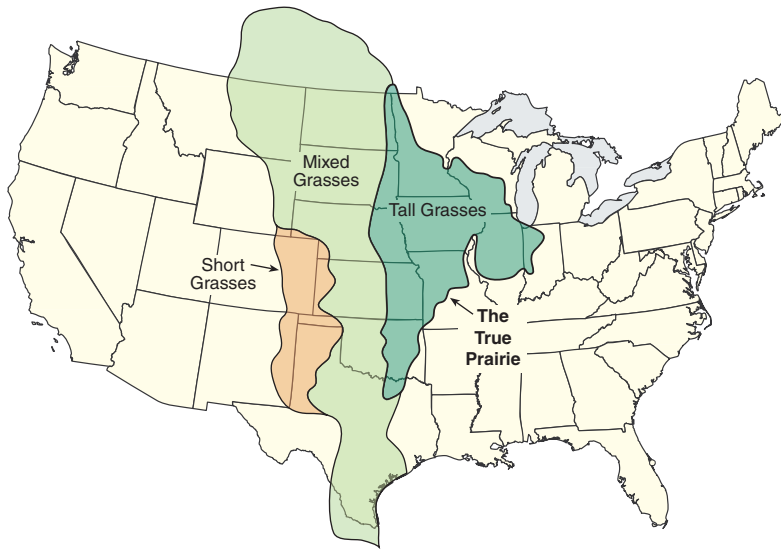 Mixed
Grasses
Tall Grasses
Short
Grasses
The
True
Prairie